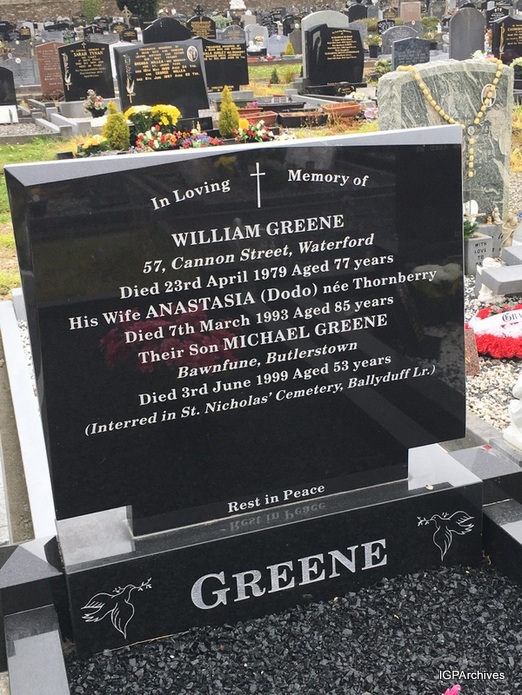 In Loving Memory of
WILLIAM GREENE
57, Cannon Street, Waterford
Died 23rd April 1979 Aged 77 years
His Wife ANASTASIA (Dodo) née Thornberry
Died 7th March 1993 Aged 85 years
Their Son MICHAEL GREENE
Bawnfune, Butlerstown
Died 3rd June 1999 Aged 53 years
(Interred in St. Nicholas' Cemetery, Ballyduff Lr.)
Rest in Peace
GREENE
WITH
LOVE
IGPArchives